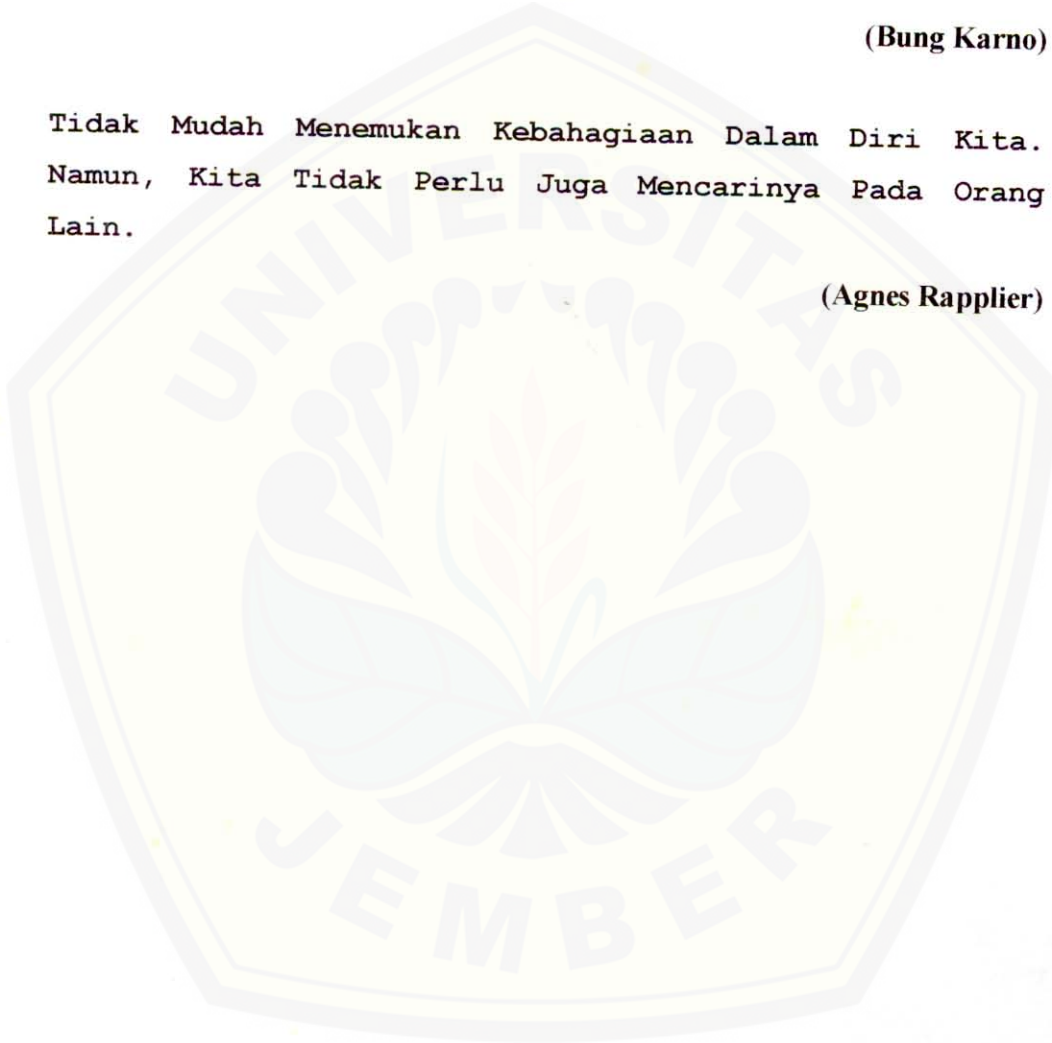 (Bung Karno)
Tidak Mudah Menemukan Kebahagiaan Dalam Diri Kita.
Namun, Kita Tidak Perlu Juga Mencarinya Pada Orang
Lain.
(Agnes Rapplier)
UNIVERSITAS
JEMBER